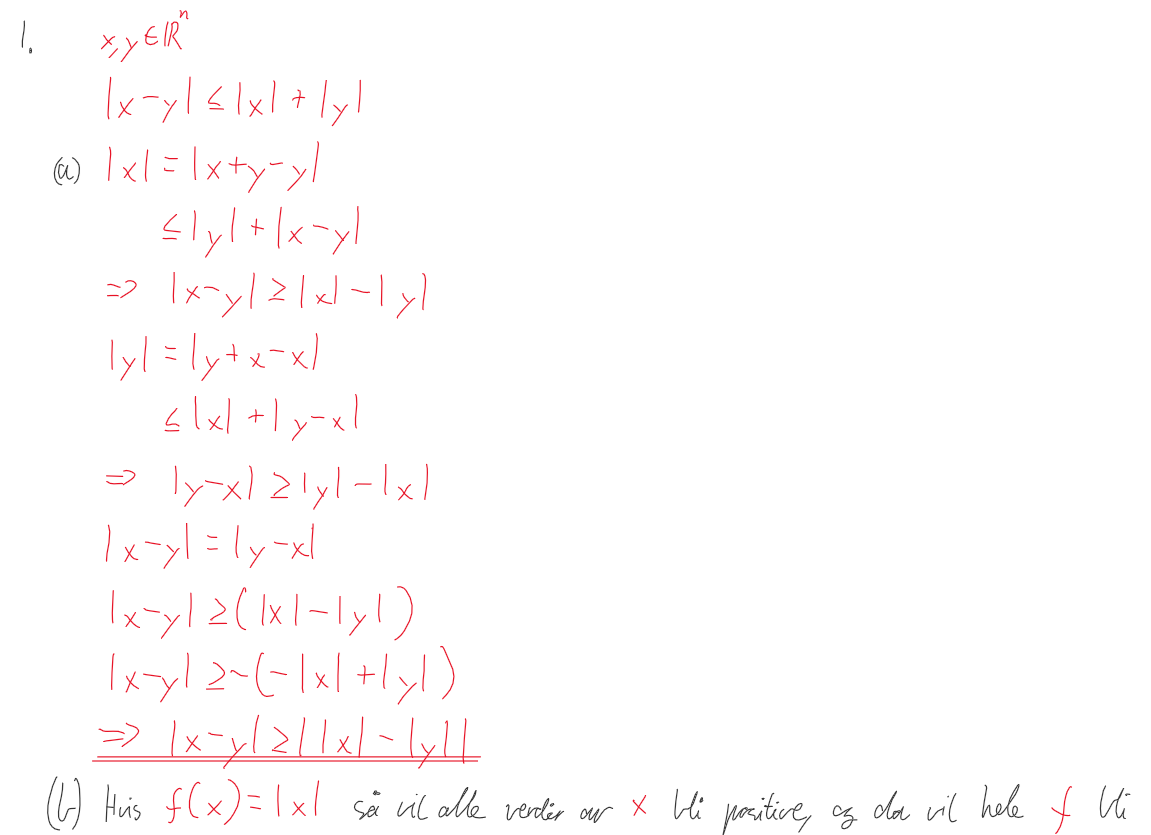 1. x, y ∈ ℝⁿ
|x-y| ≤ |x| + |y|
(a) |x| = |x+y-y|
≤ |y| + |x-y|
⇒ |x-y| ≥ |x| - |y|
|y| = |y+x-x|
≤ |x| + |y-x|
⇒ |y-x| ≥ |y| - |x|
|x-y| = |y-x|
|x-y| ≥ (|x|-|y|)
|x-y| ≥ -(-|x|+|y|)
⇒ |x-y| ≥ ||x| - |y||
(b) Hvis f(x) = |x| så vil alle verdier av x bli positive, og da vil hele f bli